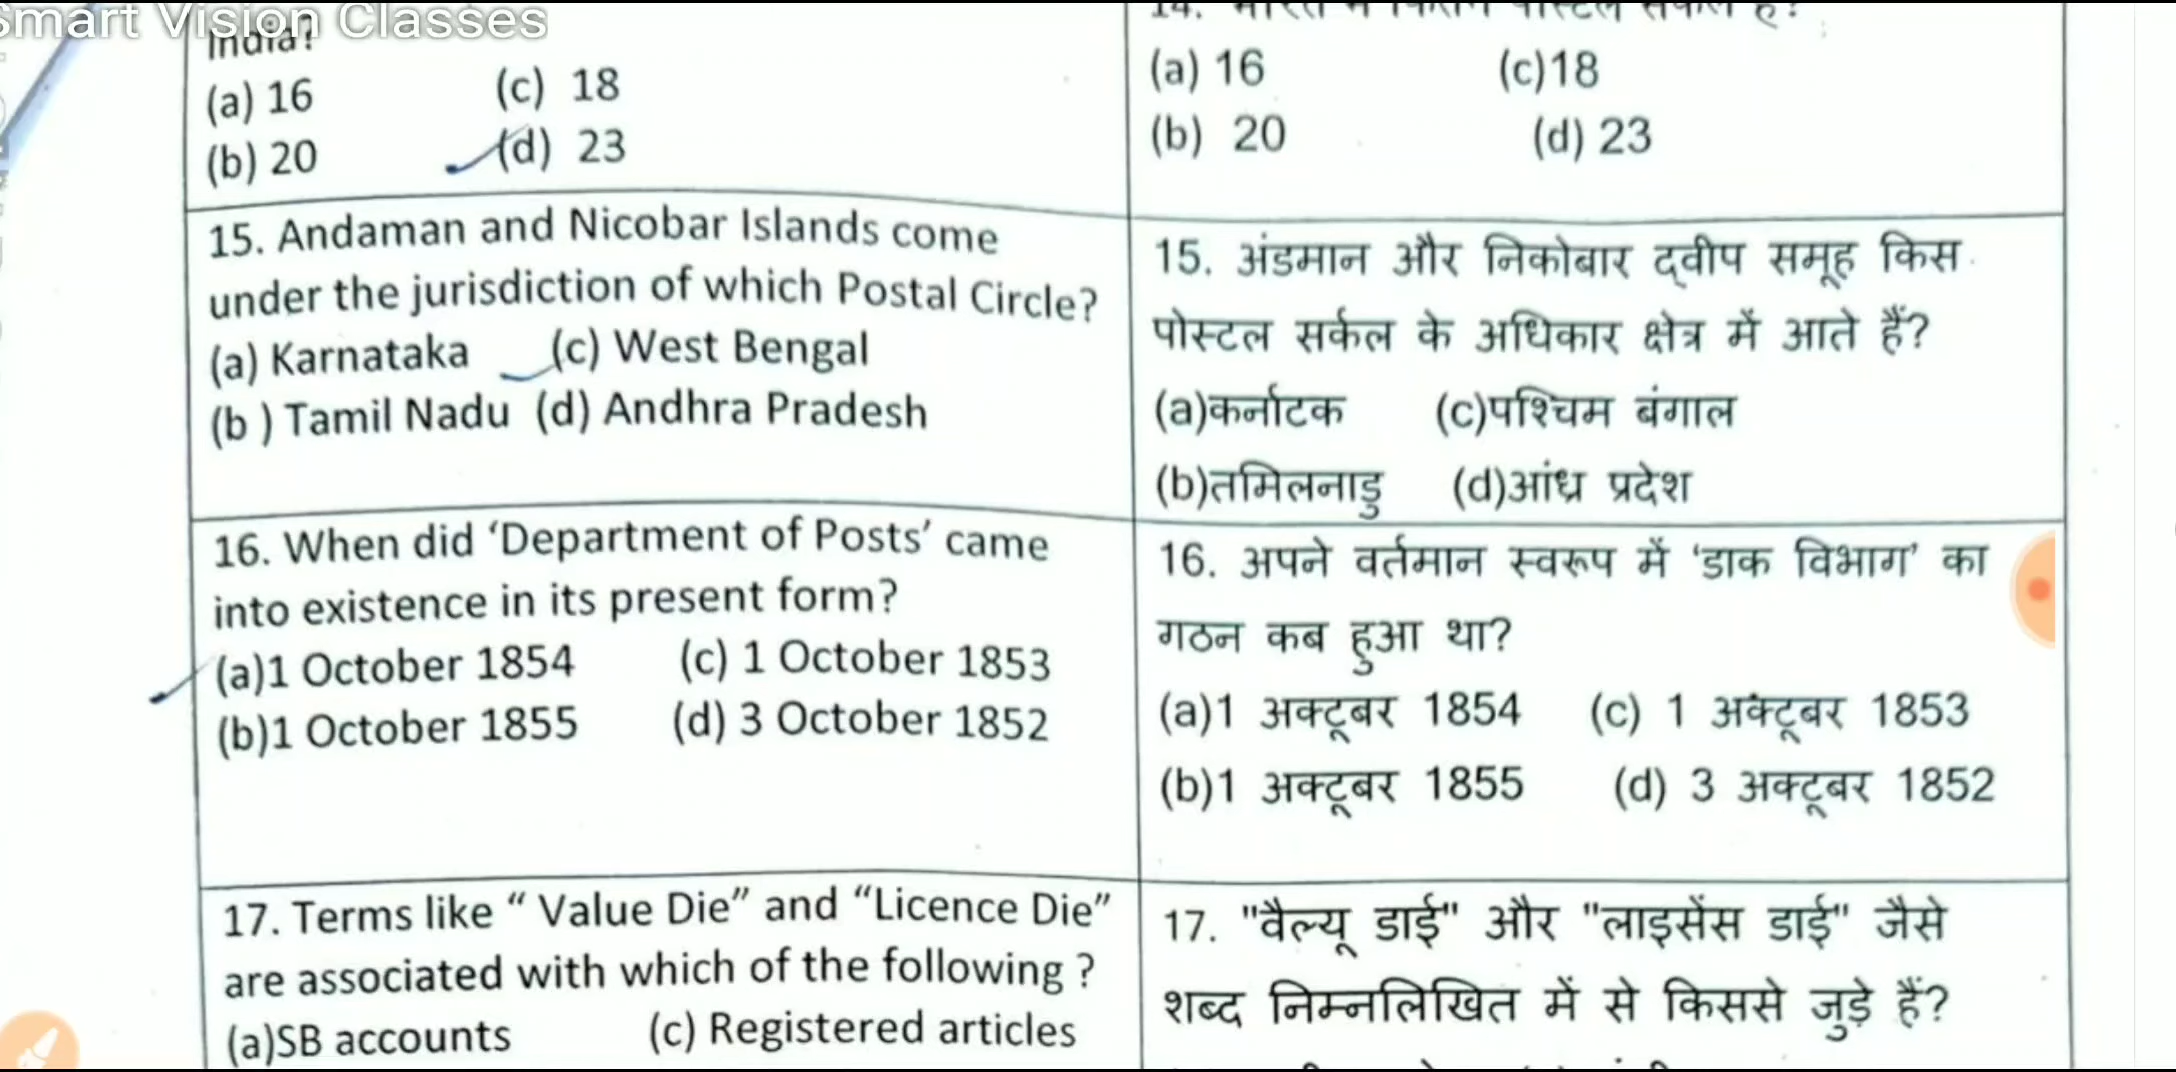 Smart Vision Classes
India?
(a) 16 (c) 18
(b) 20 (d) 23
15. Andaman and Nicobar Islands come
under the jurisdiction of which Postal Circle?
(a) Karnataka (c) West Bengal
(b ) Tamil Nadu (d) Andhra Pradesh
16. When did ‘Department of Posts’ came
into existence in its present form?
(a)1 October 1854 (c) 1 October 1853
(b)1 October 1855 (d) 3 October 1852
17. Terms like “ Value Die” and “Licence Die”
are associated with which of the following ?
(a)SB accounts (c) Registered articles
14. भारत में कितने पोस्टल सर्कल हैं?
(a) 16 (c)18
(b) 20 (d) 23
15. अंडमान और निकोबार द्वीप समूह किस
पोस्टल सर्कल के अधिकार क्षेत्र में आते हैं?
(a)कर्नाटक (c)पश्चिम बंगाल
(b)तमिलनाडु (d)आंध्र प्रदेश
16. अपने वर्तमान स्वरूप में 'डाक विभाग' का
गठन कब हुआ था?
(a)1 अक्टूबर 1854 (c) 1 अक्टूबर 1853
(b)1 अक्टूबर 1855 (d) 3 अक्टूबर 1852
17. "वैल्यू डाई" और "लाइसेंस डाई" जैसे
शब्द निम्नलिखित में से किससे जुड़े हैं?